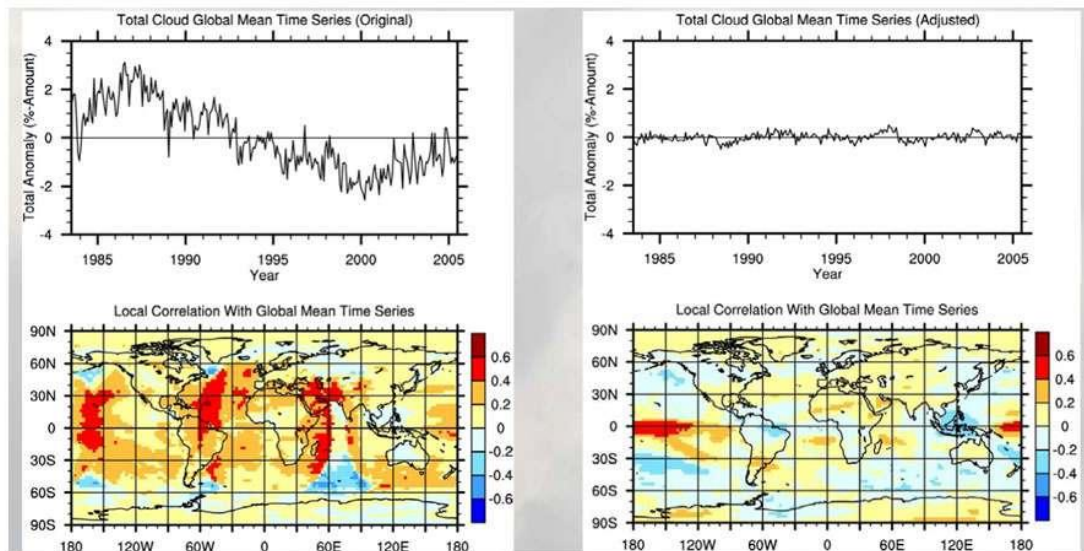 Total Cloud Global Mean Time Series (Original)
Total Anomaly (%-Amount)
4
2
0
-2
-4
1985 1990 1995 2000 2005
Year
Total Cloud Global Mean Time Series (Adjusted)
Total Anomaly (%-Amount)
4
2
0
-2
-4
1985 1990 1995 2000 2005
Year
Local Correlation With Global Mean Time Series
90N
60N
30N
0
30S
60S
90S
180 120W 60W 0 60E 120E 180
0.6
0.4
0.2
0
-0.2
-0.4
-0.6
Local Correlation With Global Mean Time Series
90N
60N
30N
0
30S
60S
90S
180 120W 60W 0 60E 120E 180
0.6
0.4
0.2
0
-0.2
-0.4
-0.6